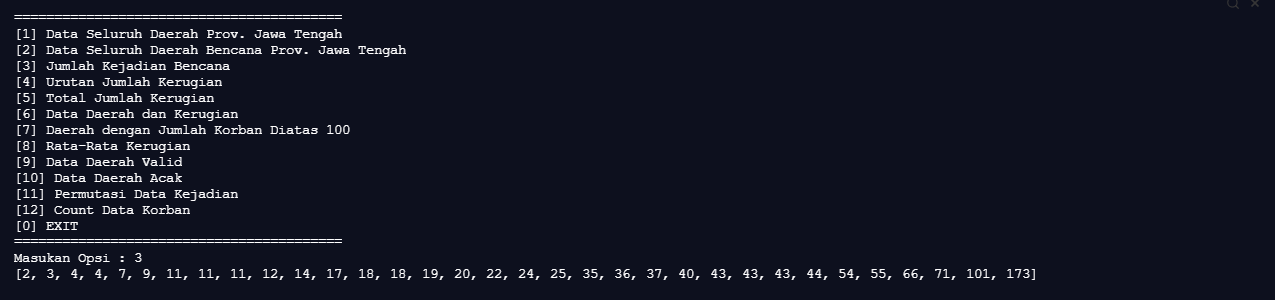 =========================================
[1] Data Seluruh Daerah Prov. Jawa Tengah
[2] Data Seluruh Daerah Bencana Prov. Jawa Tengah
[3] Jumlah Kejadian Bencana
[4] Urutan Jumlah Kerugian
[5] Total Jumlah Kerugian
[6] Data Daerah dan Kerugian
[7] Daerah dengan Jumlah Korban Diatas 100
[8] Rata-Rata Kerugian
[9] Data Daerah Valid
[10] Data Daerah Acak
[11] Permutasi Data Kejadian
[12] Count Data Korban
[0] EXIT
=========================================
Masukan Opsi : 3
[2, 3, 4, 4, 7, 9, 11, 11, 11, 12, 14, 17, 18, 18, 19, 20, 22, 24, 25, 35, 36, 37, 40, 43, 43, 43, 44, 54, 55, 66, 71, 101, 173]